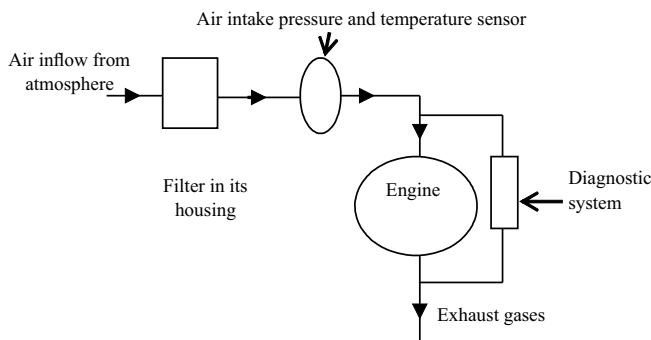 Air intake pressure and temperature sensor
Air inflow from
atmosphere
Filter in its
housing
Engine
Diagnostic
system
Exhaust gases